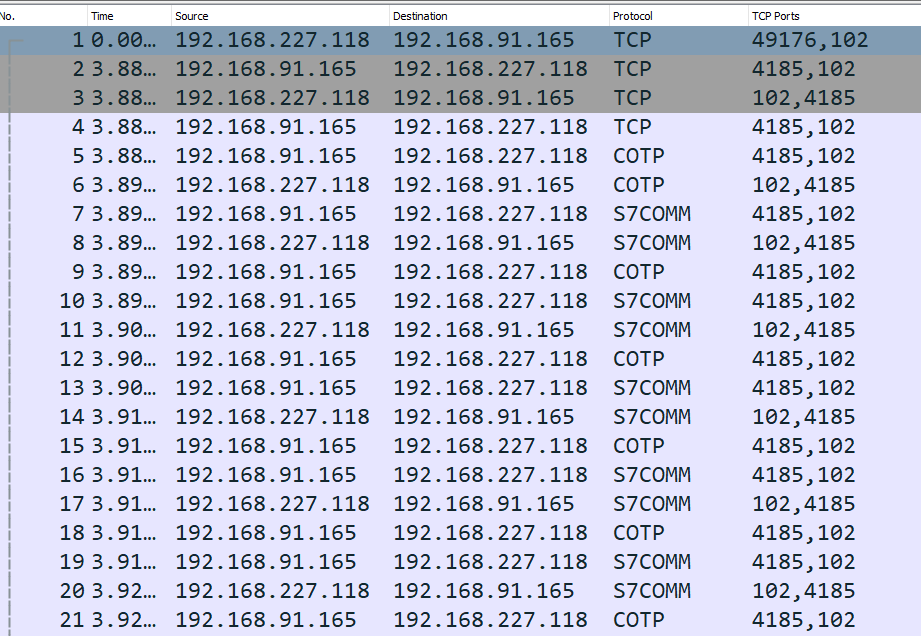 No. Time Source Destination Protocol TCP Ports
1 0.00… 192.168.227.118 192.168.91.165 TCP 49176,102
2 3.88… 192.168.91.165 192.168.227.118 TCP 4185,102
3 3.88… 192.168.227.118 192.168.91.165 TCP 102,4185
4 3.88… 192.168.91.165 192.168.227.118 TCP 4185,102
5 3.88… 192.168.91.165 192.168.227.118 COTP 4185,102
6 3.89… 192.168.227.118 192.168.91.165 COTP 102,4185
7 3.89… 192.168.91.165 192.168.227.118 S7COMM 4185,102
8 3.89… 192.168.227.118 192.168.91.165 S7COMM 102,4185
9 3.89… 192.168.91.165 192.168.227.118 COTP 4185,102
10 3.89… 192.168.91.165 192.168.227.118 S7COMM 4185,102
11 3.90… 192.168.227.118 192.168.91.165 S7COMM 102,4185
12 3.90… 192.168.91.165 192.168.227.118 COTP 4185,102
13 3.90… 192.168.91.165 192.168.227.118 S7COMM 4185,102
14 3.91… 192.168.227.118 192.168.91.165 S7COMM 102,4185
15 3.91… 192.168.91.165 192.168.227.118 COTP 4185,102
16 3.91… 192.168.91.165 192.168.227.118 S7COMM 4185,102
17 3.91… 192.168.227.118 192.168.91.165 S7COMM 102,4185
18 3.91… 192.168.91.165 192.168.227.118 COTP 4185,102
19 3.91… 192.168.91.165 192.168.227.118 S7COMM 4185,102
20 3.92… 192.168.227.118 192.168.91.165 S7COMM 102,4185
21 3.92… 192.168.91.165 192.168.227.118 COTP 4185,102